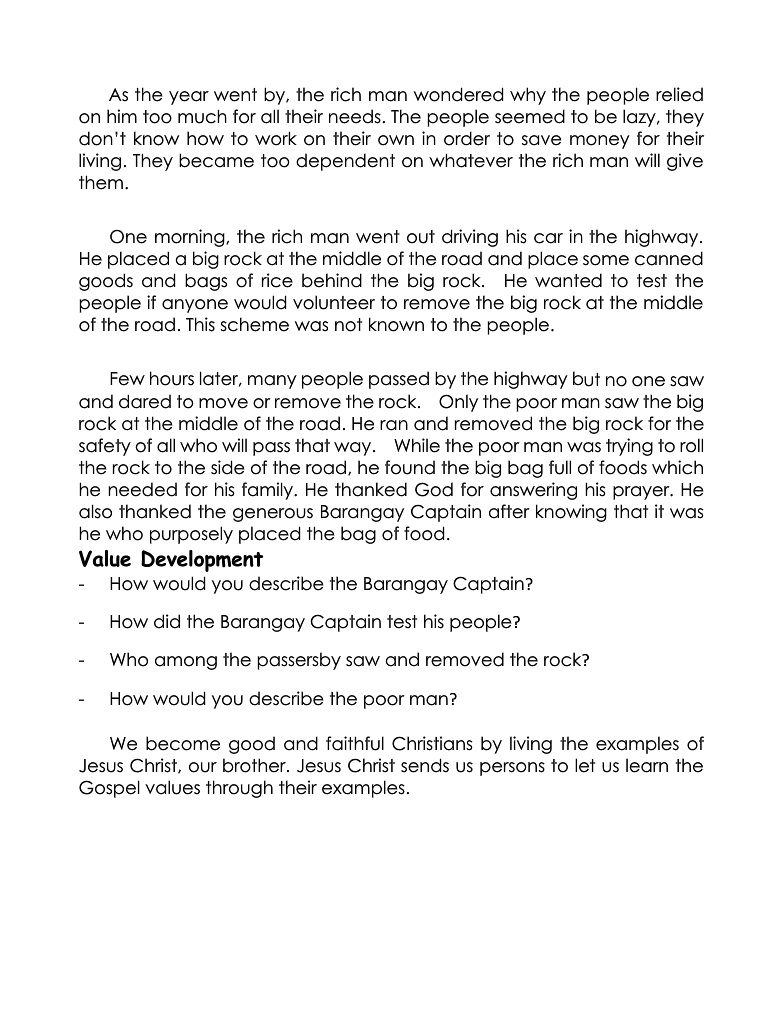 As the year went by, the rich man wondered why the people relied
on him too much for all their needs. The people seemed to be lazy, they
don't know how to work on their own in order to save money for their
living. They became too dependent on whatever the rich man will give
them.
One morning, the rich man went out driving his car in the highway.
He placed a big rock at the middle of the road and place some canned
goods and bags of rice behind the big rock. He wanted to test the
people if anyone would volunteer to remove the big rock at the middle
of the road. This scheme was not known to the people.
Few hours later, many people passed by the highway but no one saw
and dared to move or remove the rock. Only the poor man saw the big
rock at the middle of the road. He ran and removed the big rock for the
safety of all who will pass that way. While the poor man was trying to roll
the rock to the side of the road, he found the big bag full of foods which
he needed for his family. He thanked God for answering his prayer. He
also thanked the generous Barangay Captain after knowing that it was
he who purposely placed the bag of food.
Value Development
- How would you describe the Barangay Captain?
- How did the Barangay Captain test his people?
- Who among the passersby saw and removed the rock?
- How would you describe the poor man?
We become good and faithful Christians by living the examples of
Jesus Christ, our brother. Jesus Christ sends us persons to let us learn the
Gospel values through their examples.